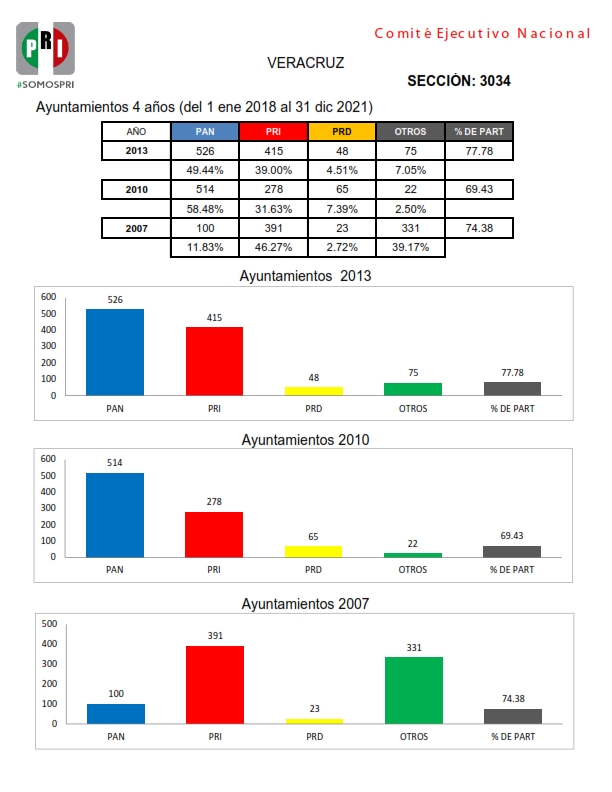 Comité Ejecutivo Nacional
PRI
#SOMOSPRI
VERACRUZ
SECCIÓN: 3034
Ayuntamientos 4 años (del 1 ene 2018 al 31 dic 2021)
AÑO PAN PRI PRD OTROS % DE PART
2013 526 415 48 75 77.78
49.44% 39.00% 4.51% 7.05%
2010 514 278 65 22 69.43
58.48% 31.63% 7.39% 2.50%
2007 100 391 23 331 74.38
11.83% 46.27% 2.72% 39.17%
Ayuntamientos 2013
600
500
400
300
200
100
0
526 415 48 75 77.78
PAN PRI PRD OTROS % DE PART
Ayuntamientos 2010
600
500
400
300
200
100
0
514 278 65 22 69.43
PAN PRI PRD OTROS % DE PART
Ayuntamientos 2007
500
400
300
200
100
0
100 391 23 331 74.38
PAN PRI PRD OTROS % DE PART